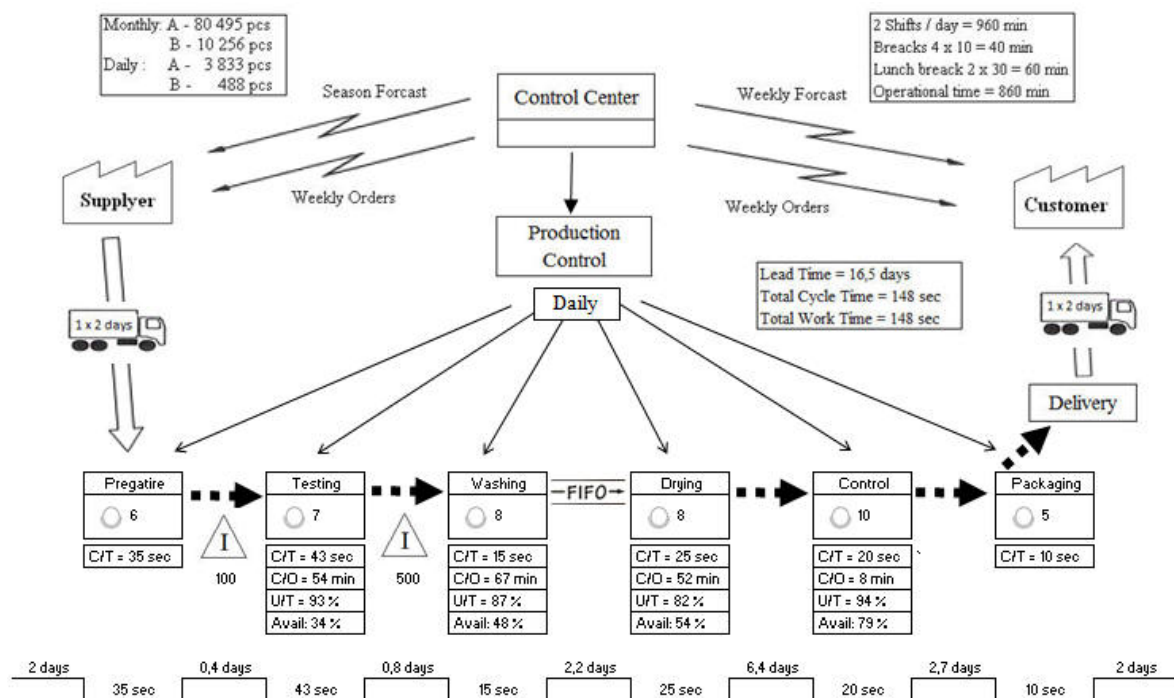 Monthly: A - 80 495 pcs
B - 10 256 pcs
Daily : A - 3 833 pcs
B - 488 pcs
2 Shifts / day = 960 min
Breacks 4 x 10 = 40 min
Lunch breack 2 x 30 = 60 min
Operational time = 860 min
Season Forcast
Control Center
Weekly Forcast
Supplyer
Weekly Orders
Weekly Orders
Customer
Production
Control
Lead Time = 16,5 days
Total Cycle Time = 148 sec
Total Work Time = 148 sec
Daily
1 x 2 days
1 x 2 days
Delivery
Pregatire
6
C/T = 35 sec
I
100
Testing
7
C/T = 43 sec
C/O = 54 min
U/T = 93 %
Avail: 34 %
I
500
Washing
8
C/T = 15 sec
C/O = 67 min
U/T = 87 %
Avail: 48 %
FIFO
Drying
8
C/T = 25 sec
C/O = 52 min
U/T = 82 %
Avail: 54 %
Control
10
C/T = 20 sec
C/O = 8 min
U/T = 94 %
Avail: 79 %
Packaging
5
C/T = 10 sec
2 days
35 sec
0,4 days
43 sec
0,8 days
15 sec
2,2 days
25 sec
6,4 days
20 sec
2,7 days
10 sec
2 days